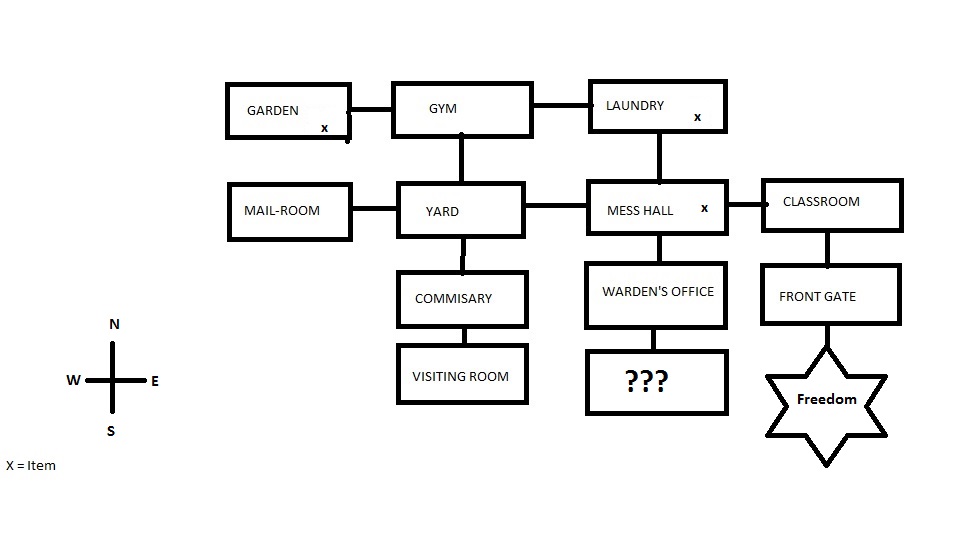 GARDEN
x
GYM
LAUNDRY
x
MAIL-ROOM
YARD
MESS HALL x
CLASSROOM
COMMISARY
WARDEN'S OFFICE
FRONT GATE
VISITING ROOM
???
Freedom
N
W E
S
X = Item